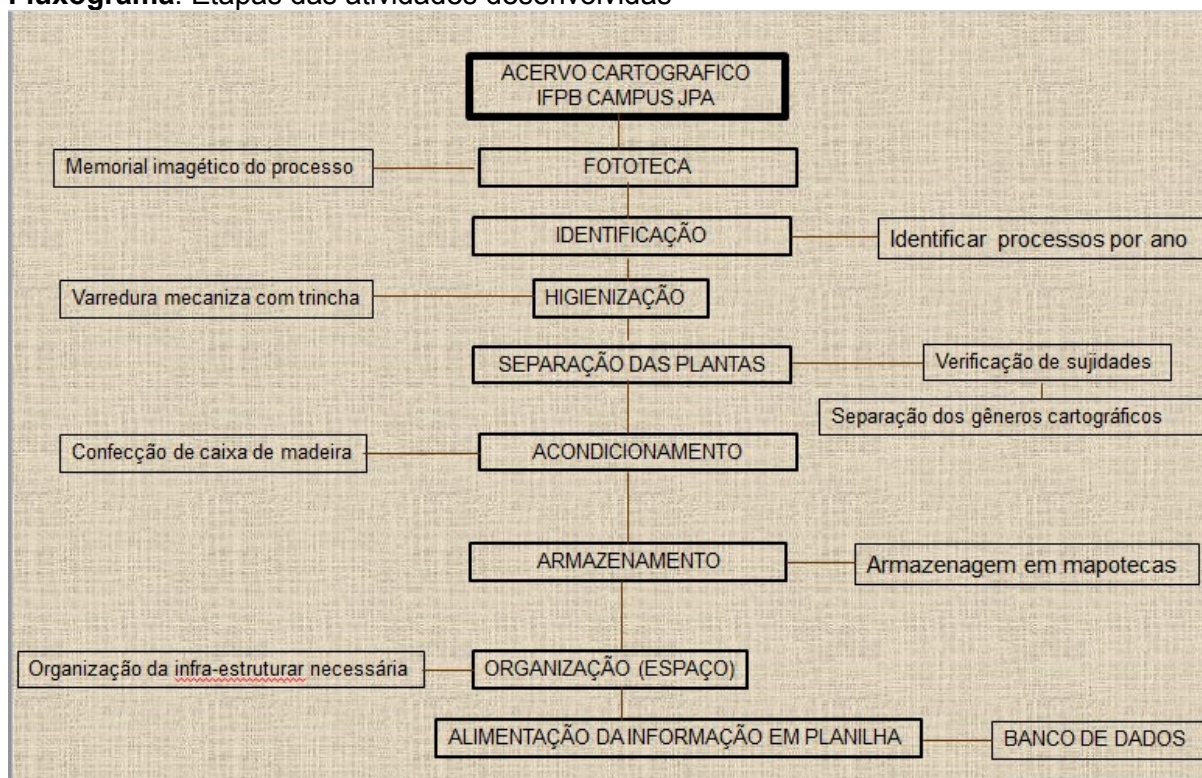 Fluxograma: Etapas das atividades desenvolvidas
ACERVO CARTOGRAFICO
IFPB CAMPUS JPA
Memorial imagético do processo
FOTOTECA
IDENTIFICAÇÃO
Identificar processos por ano
Varredura mecaniza com trincha
HIGIENIZAÇÃO
SEPARAÇÃO DAS PLANTAS
Verificação de sujidades
Separação dos gêneros cartográficos
Confecção de caixa de madeira
ACONDICIONAMENTO
ARMAZENAMENTO
Armazenagem em mapotecas
Organização da infra-estruturar necessária
ORGANIZAÇÃO (ESPAÇO)
ALIMENTAÇÃO DA INFORMAÇÃO EM PLANILHA
BANCO DE DADOS